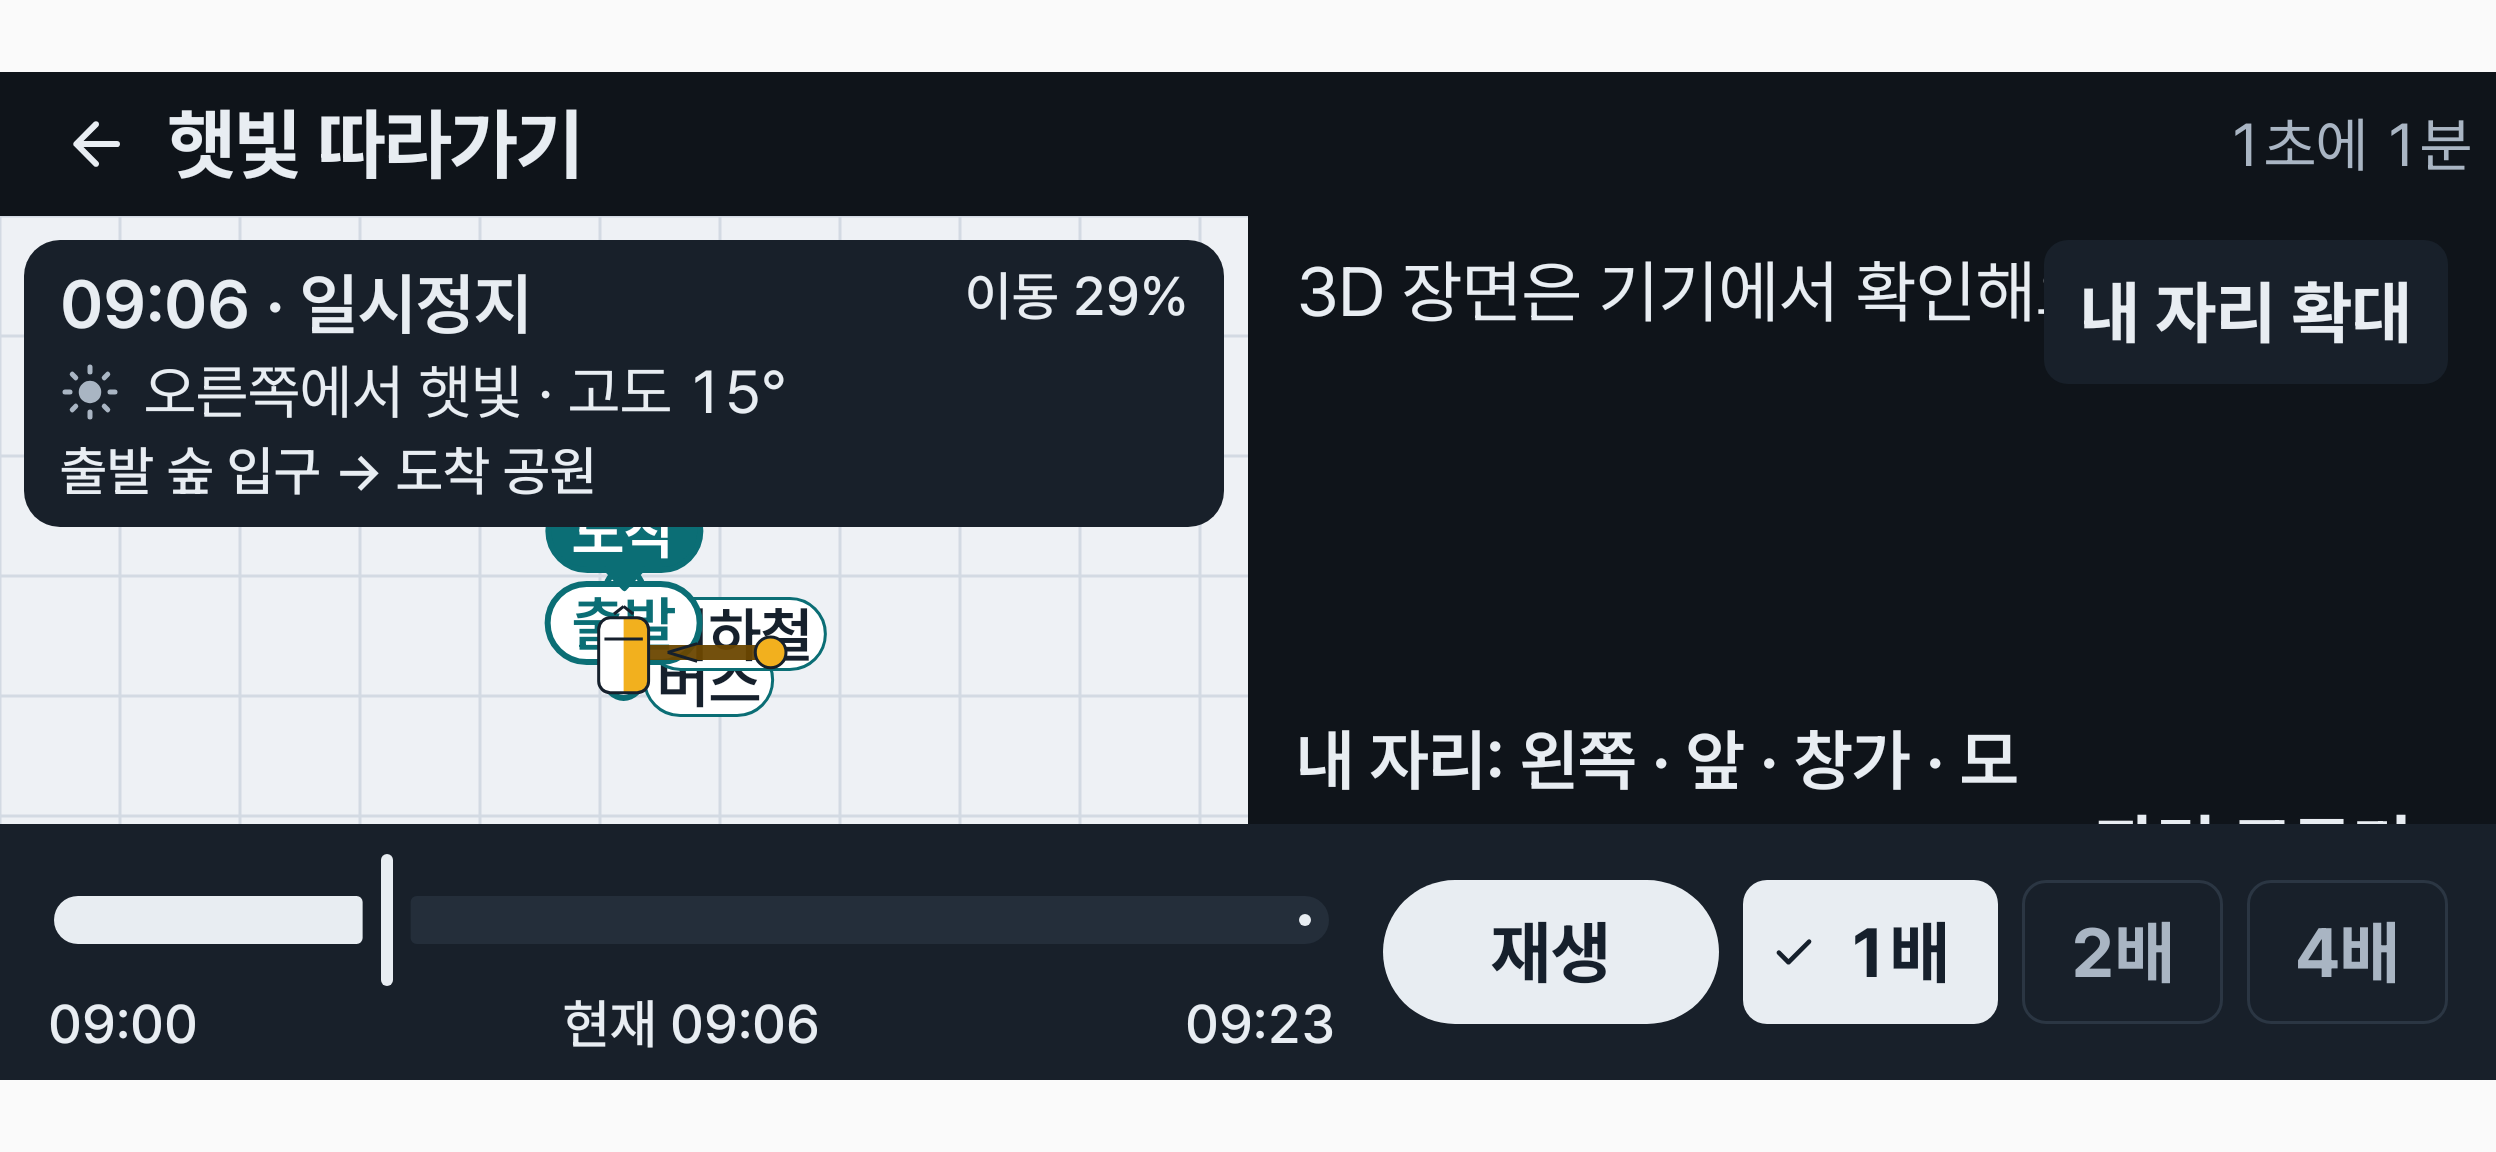 햇빛 따라가기
1초에 1분
09:06 · 일시정지
이동 29%
오른쪽에서 햇빛 · 고도 15°
출발 숲 입구 → 도착 공원
3D 장면은 기기에서 확인해
내 자리 확대
내 자리: 왼쪽 · 앞 · 창가 · 모
재생
1배
2배
4배
09:00
현재 09:06
09:23